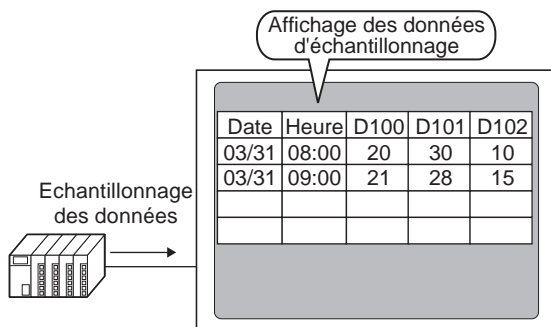 Affichage des données
d'échantillonnage
Date Heure D100 D101 D102
03/31 08:00 20 30 10
03/31 09:00 21 28 15
Echantillonnage
des données